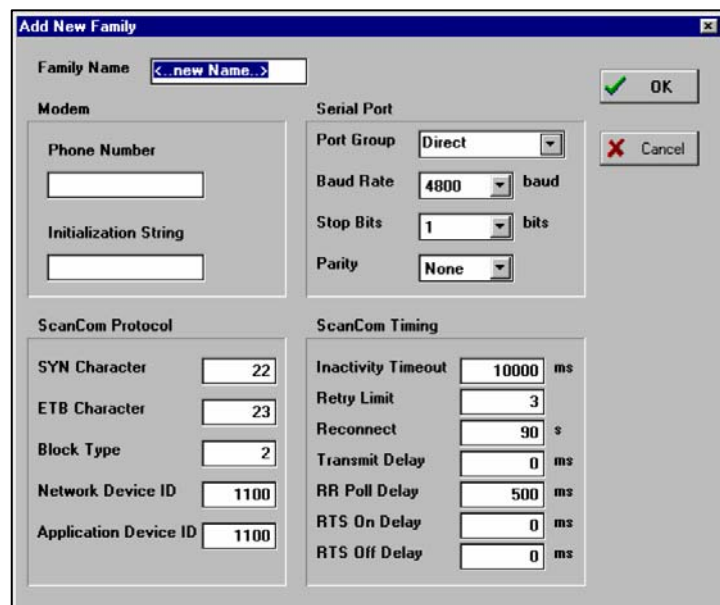 Add New Family
Family Name <..new Name..>
OK
Cancel
Modem
Phone Number
Initialization String
Serial Port
Port Group Direct
Baud Rate 4800 baud
Stop Bits 1 bits
Parity None
ScanCom Protocol
SYN Character 22
ETB Character 23
Block Type 2
Network Device ID 1100
Application Device ID 1100
ScanCom Timing
Inactivity Timeout 10000 ms
Retry Limit 3
Reconnect 90 s
Transmit Delay 0 ms
RR Poll Delay 500 ms
RTS On Delay 0 ms
RTS Off Delay 0 ms